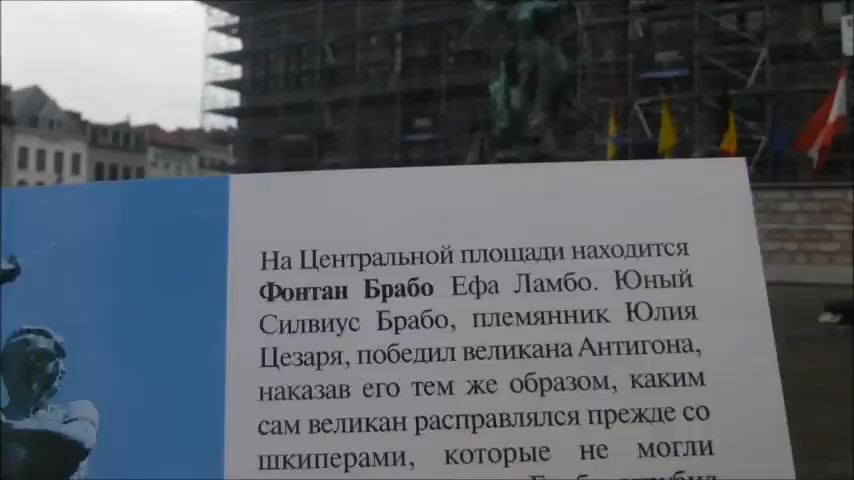 На Центральной площади находится
Фонтан Брабо Ефа Ламбо. Юный
Силвиус Брабо, племянник Юлия
Цезаря, победил великана Антигона,
наказав его тем же образом, каким
сам великан расправлялся прежде со
шкиперами, которые не могли